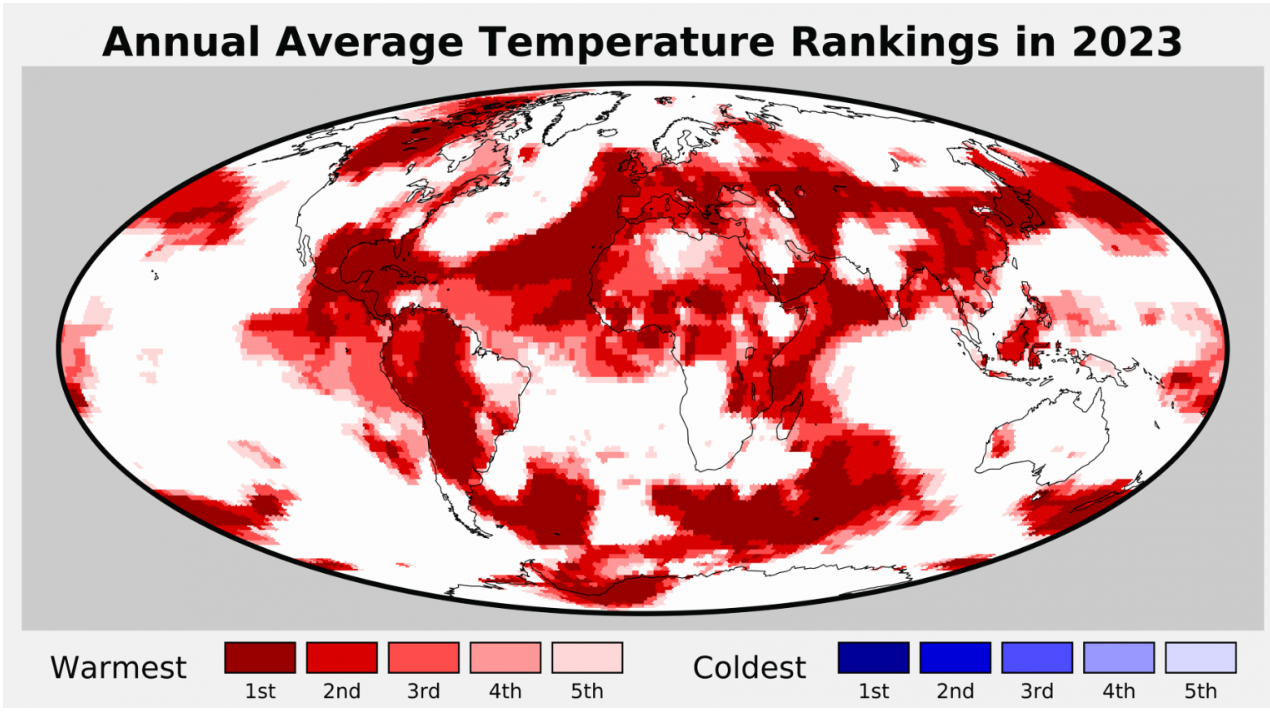 Annual Average Temperature Rankings in 2023
Warmest 1st 2nd 3rd 4th 5th
Coldest 1st 2nd 3rd 4th 5th